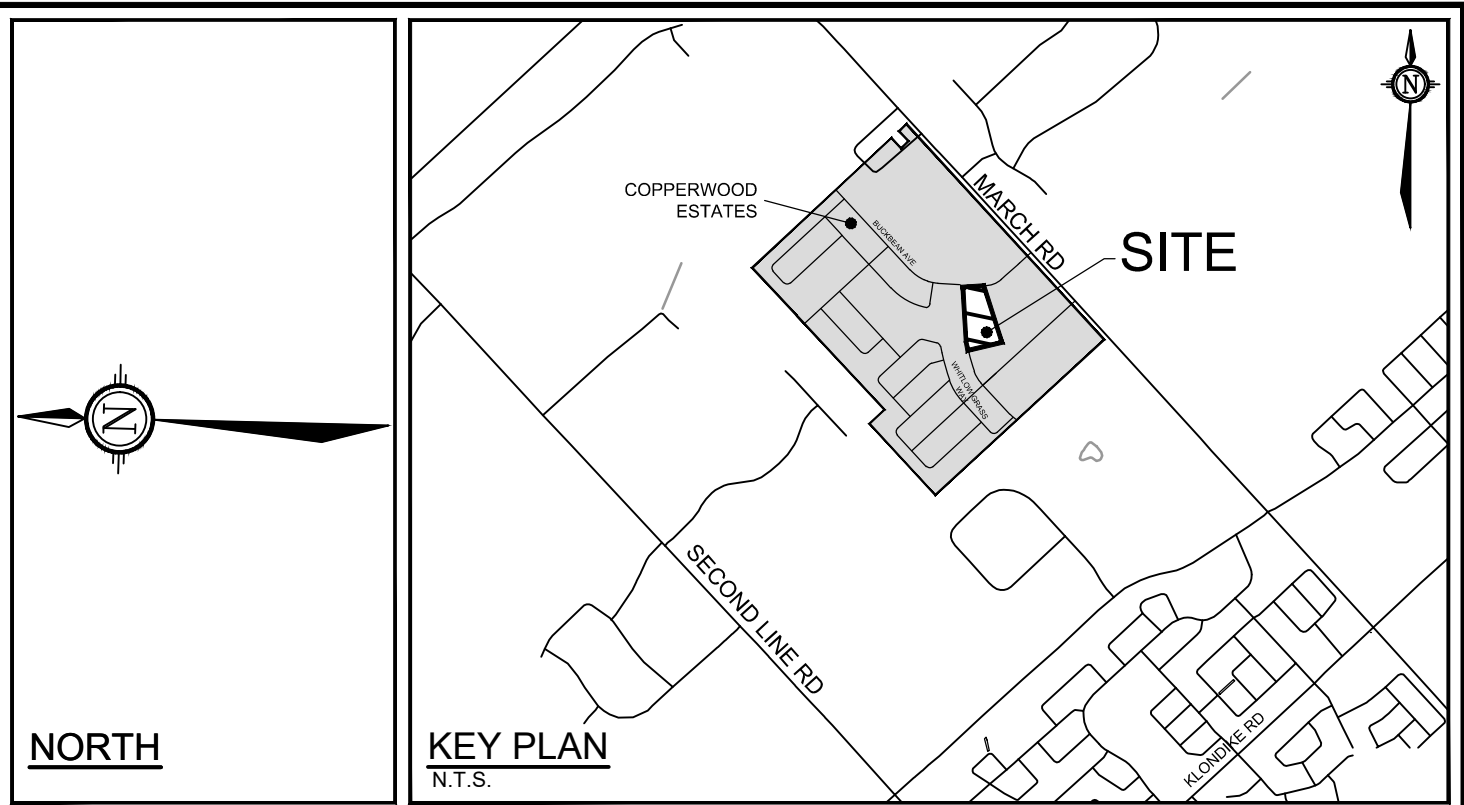 N
NORTH
N
COPPERWOOD
ESTATES
MARCH RD
BUCKBEAN AVE
SITE
WHITLOW GRASS
WAY
SECOND LINE RD
KLONDIKE RD
KEY PLAN
N.T.S.